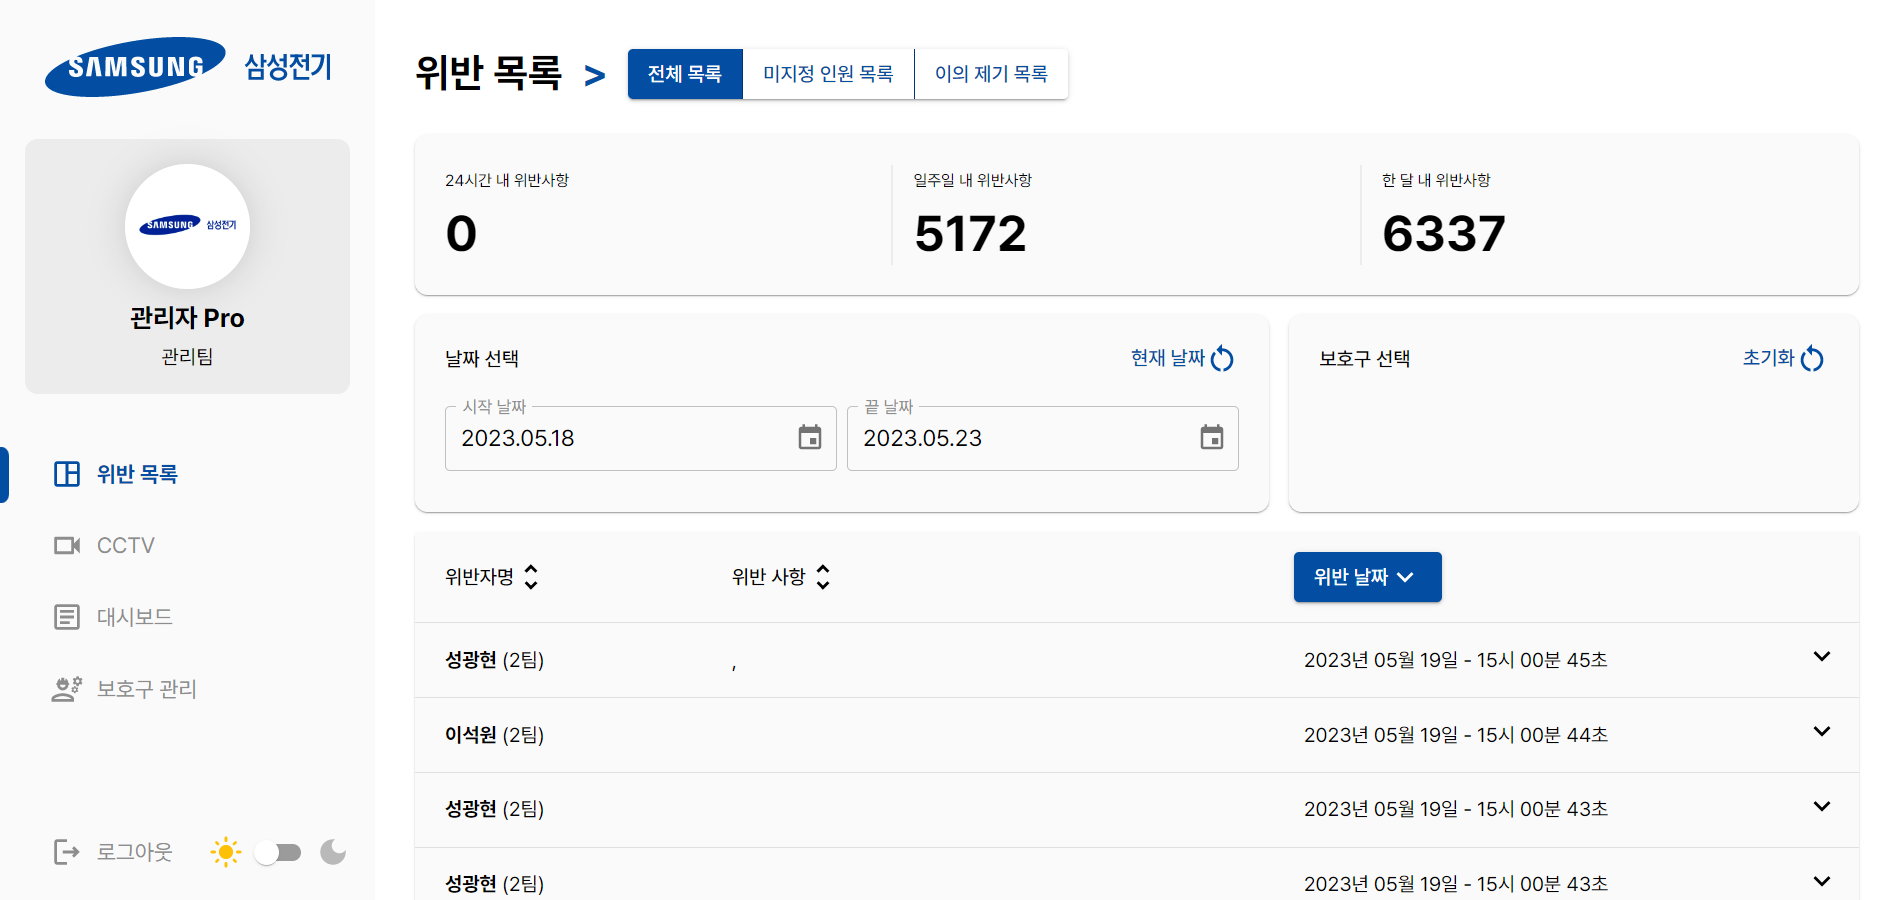 SAMSUNG 삼성전기
SAMSUNG 삼성전기
관리자 Pro
관리팀
위반 목록
CCTV
대시보드
보호구 관리
로그아웃
위반 목록 > 전체 목록 미지정 인원 목록 이의 제기 목록
24시간 내 위반사항 일주일 내 위반사항 한 달 내 위반사항
0 5172 6337
날짜 선택 현재 날짜
시작 날짜 끝 날짜
2023.05.18 2023.05.23
보호구 선택 초기화
위반자명 위반 사항 위반 날짜
성광현 (2팀) , 2023년 05월 19일 - 15시 00분 45초
이석원 (2팀) 2023년 05월 19일 - 15시 00분 44초
성광현 (2팀) 2023년 05월 19일 - 15시 00분 43초
성광현 (2팀) 2023년 05월 19일 - 15시 00분 43초